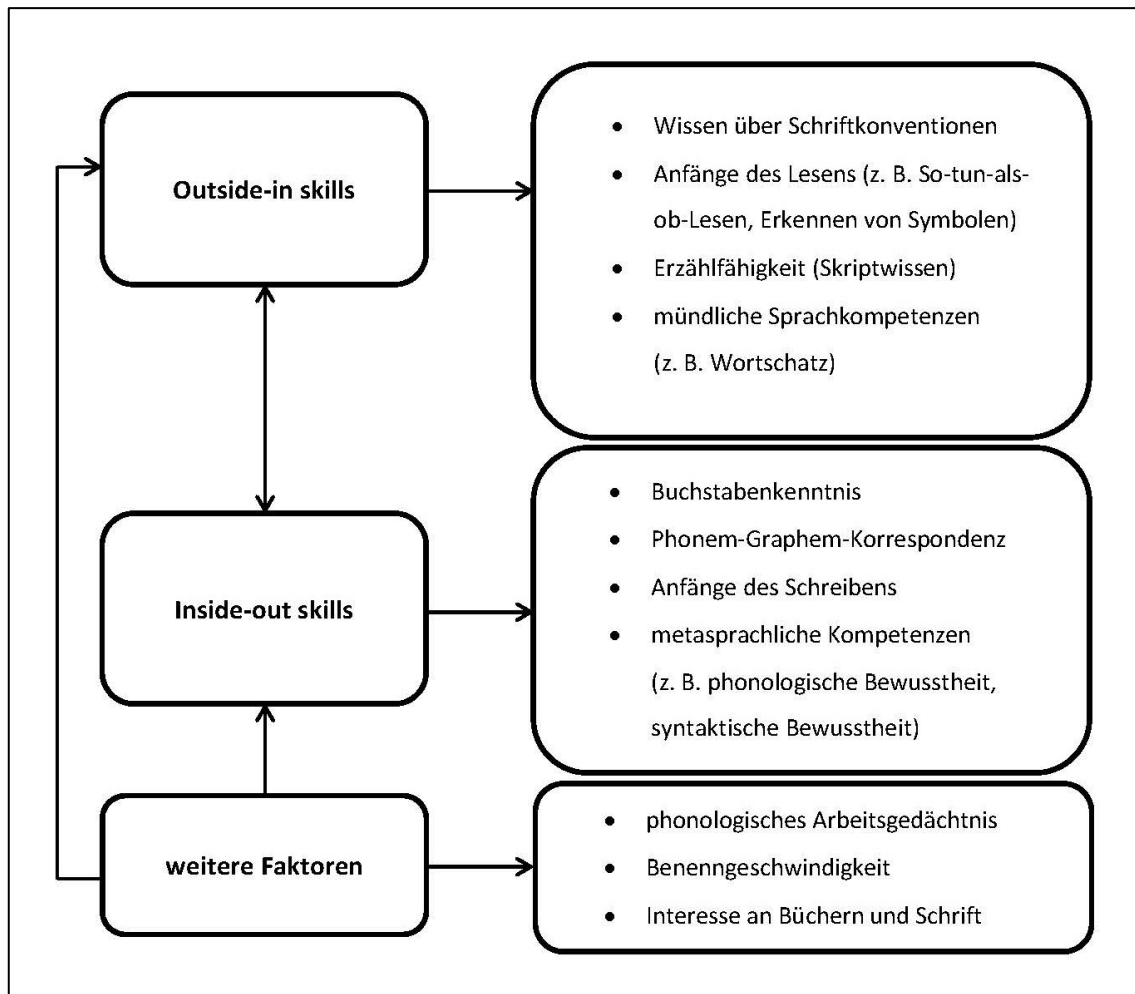 Outside-in skills
• Wissen über Schriftkonventionen
• Anfänge des Lesens (z. B. So-tun-als-
ob-Lesen, Erkennen von Symbolen)
• Erzählfähigkeit (Skriptwissen)
• mündliche Sprachkompetenzen
(z. B. Wortschatz)
Inside-out skills
• Buchstabenkenntnis
• Phonem-Graphem-Korrespondenz
• Anfänge des Schreibens
• metasprachliche Kompetenzen
(z. B. phonologische Bewusstheit,
syntaktische Bewusstheit)
weitere Faktoren
• phonologisches Arbeitsgedächtnis
• Benenngeschwindigkeit
• Interesse an Büchern und Schrift